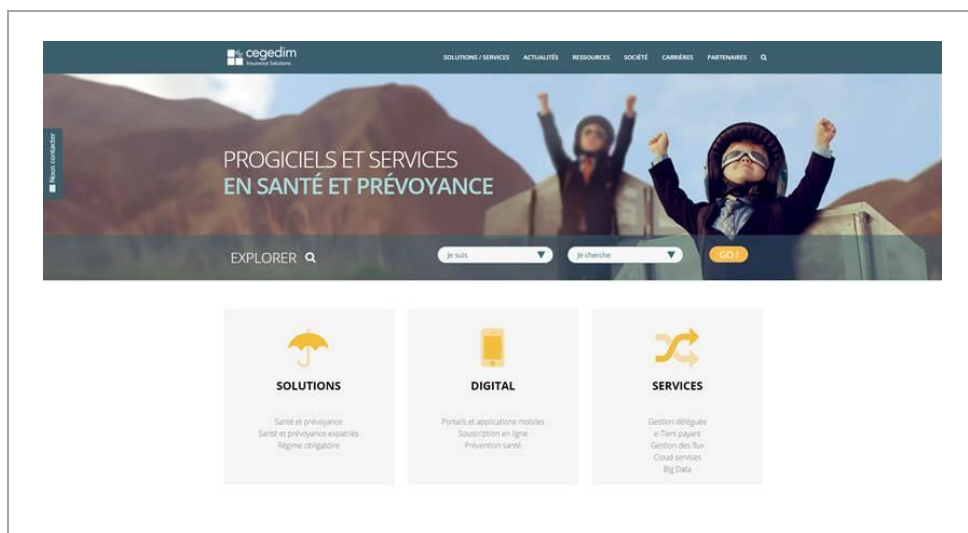 cegedim
Insurance Solutions
SOLUTIONS / SERVICES ACTUALITÉS RESSOURCES SOCIÉTÉ CARRIÈRES PARTENAIRES
Nous contacter
PROGICIELS ET SERVICES
EN SANTÉ ET PRÉVOYANCE
EXPLORER
Je suis
Je cherche
GO !
SOLUTIONS
Santé et prévoyance
Santé et prévoyance expatriés
Régime obligatoire
DIGITAL
Portails et applications mobiles
Souscription en ligne
Prévention santé
SERVICES
Gestion déléguée
e-Tiers payant
Gestion des flux
Cloud services
Big Data